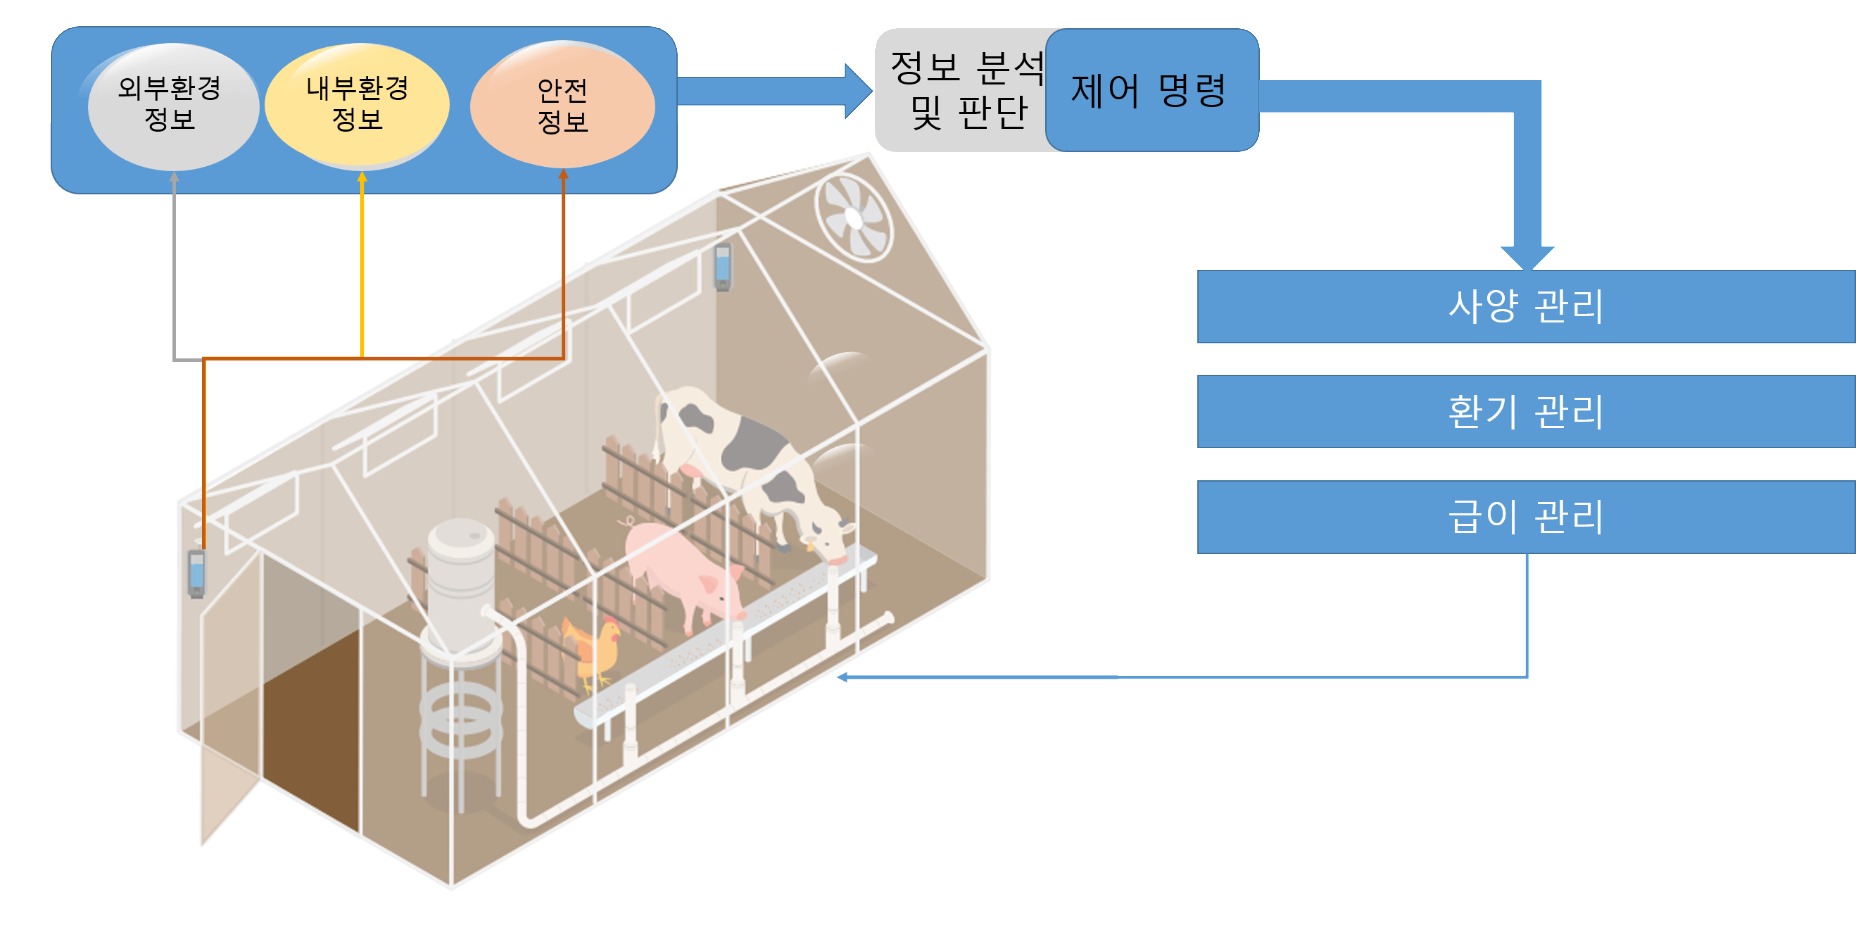 외부환경
정보
내부환경
정보
안전
정보
정보 분석
및 판단
제어 명령
사양 관리
환기 관리
급이 관리